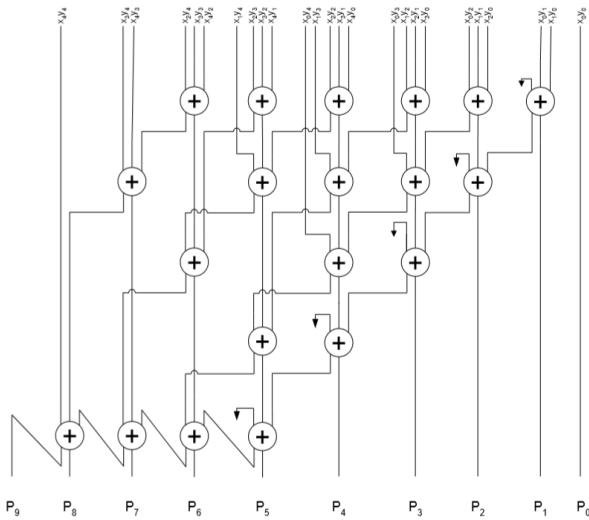 x₄y₄ x₃y₄ x₄y₃ x₂y₄ x₃y₃ x₄y₂ x₁y₄ x₂y₃ x₃y₂ x₄y₁ x₀y₄ x₁y₃ x₂y₂ x₃y₁ x₄y₀ x₀y₃ x₁y₂ x₂y₁ x₃y₀ x₀y₂ x₁y₁ x₂y₀ x₀y₁ x₁y₀ x₀y₀
+ + + + + +
+ + + + +
+ + +
+ +
+ + + +
P₉ P₈ P₇ P₆ P₅ P₄ P₃ P₂ P₁ P₀